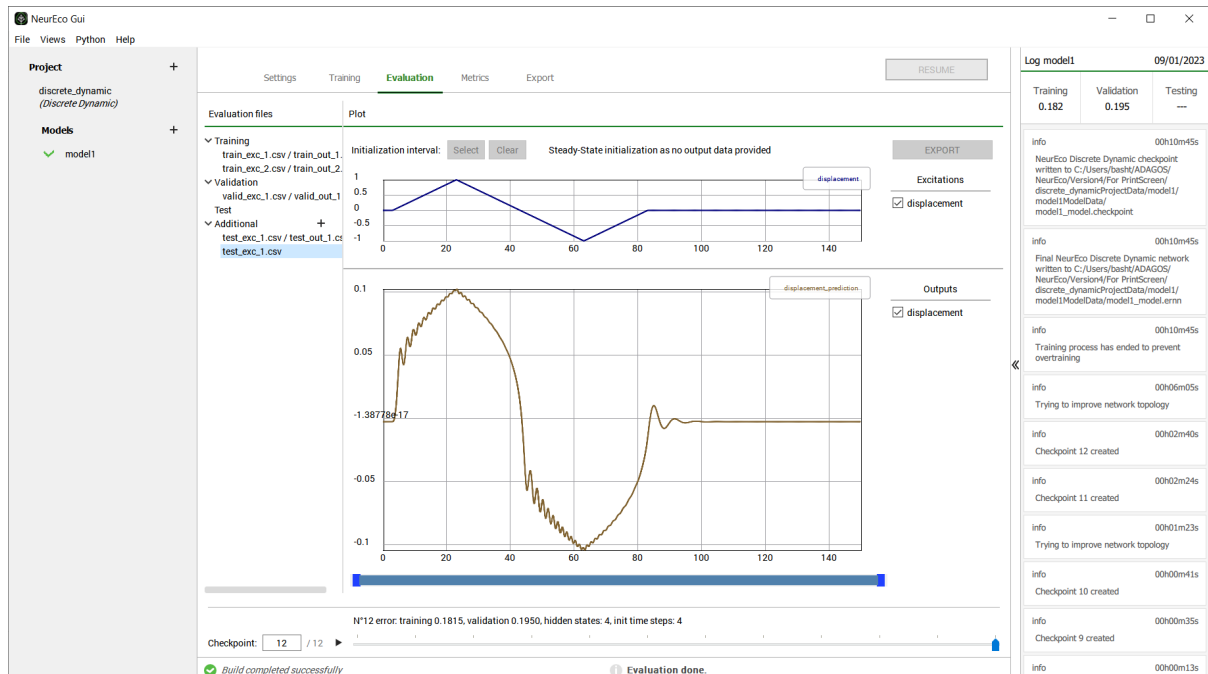 NeurEco Gui
File Views Python Help
Project +
discrete_dynamic
(Discrete Dynamic)
Models +
model1
Settings Training Evaluation Metrics Export
RESUME
Evaluation files
Training
train_exc_1.csv / train_out_1.
train_exc_2.csv / train_out_2.
Validation
valid_exc_1.csv / valid_out_1
Test
Additional +
test_exc_1.csv / test_out_1.cs
test_exc_1.csv
Plot
Initialization interval: Select Clear Steady-State initialization as no output data provided
EXPORT
displacement
1
0.5
0
-0.5
-1
0 20 40 60 80 100 120 140
Excitations
displacement
displacement_prediction
0.1
0.05
-1.38778e-17
-0.05
-0.1
0 20 40 60 80 100 120 140
Outputs
displacement
N°12 error: training 0.1815, validation 0.1950, hidden states: 4, init time steps: 4
Checkpoint: 12 / 12
Build completed successfully
Evaluation done.
Log model1 09/01/2023
Training Validation Testing
0.182 0.195 ---
info 00h10m45s
NeurEco Discrete Dynamic checkpoint
written to C:/Users/basht/ADAGOS/
NeurEco/Version4/For PrintScreen/
discrete_dynamicProjectData/model1/
model1ModelData/
model1_model.checkpoint
info 00h10m45s
Final NeurEco Discrete Dynamic network
written to C:/Users/basht/ADAGOS/
NeurEco/Version4/For PrintScreen/
discrete_dynamicProjectData/model1/
model1ModelData/model1_model.ernn
info 00h10m45s
Training process has ended to prevent
overtraining
info 00h06m05s
Trying to improve network topology
info 00h02m40s
Checkpoint 12 created
info 00h02m24s
Checkpoint 11 created
info 00h01m23s
Trying to improve network topology
info 00h00m41s
Checkpoint 10 created
info 00h00m35s
Checkpoint 9 created
info 00h00m13s